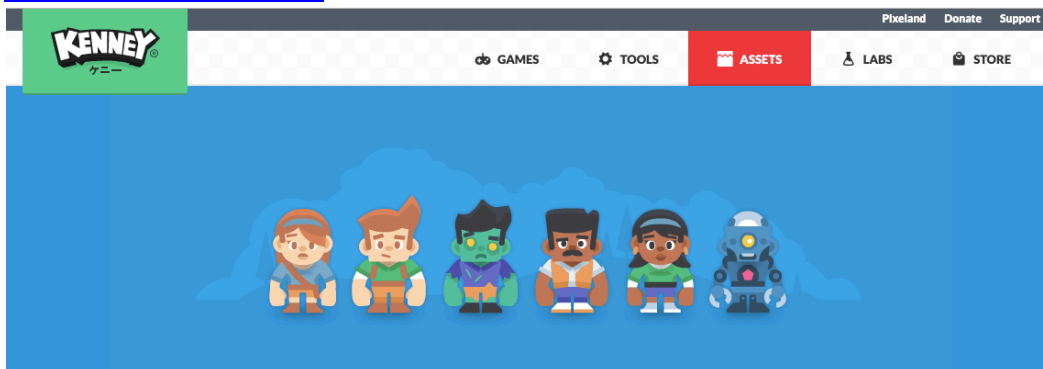 Pixeland Donate Support
KENNEY®
ケニー
GAMES TOOLS ASSETS LABS STORE